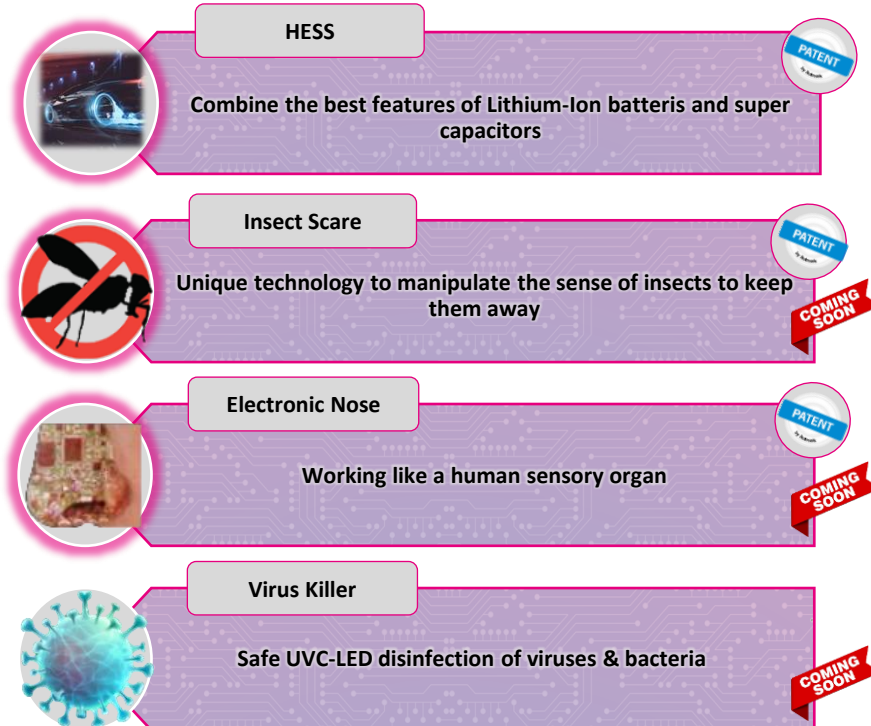 HESS
PATENT
Combine the best features of Lithium-Ion batteris and super
capacitors
Insect Scare
PATENT
Unique technology to manipulate the sense of insects to keep
them away
COMING
SOON
Electronic Nose
PATENT
Working like a human sensory organ
COMING
SOON
Virus Killer
Safe UVC-LED disinfection of viruses & bacteria
COMING
SOON